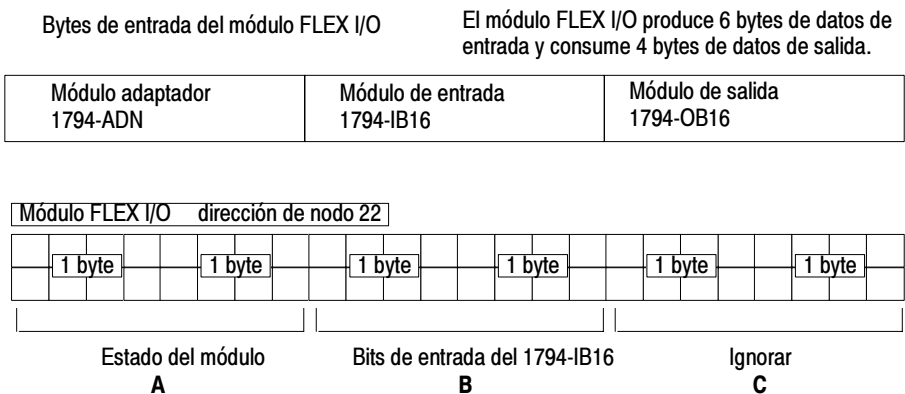 Bytes de entrada del módulo FLEX I/O
El módulo FLEX I/O produce 6 bytes de datos de
entrada y consume 4 bytes de datos de salida.
Módulo adaptador
1794-ADN
Módulo de entrada
1794-IB16
Módulo de salida
1794-OB16
Módulo FLEX I/O dirección de nodo 22
1 byte 1 byte 1 byte 1 byte 1 byte 1 byte
Estado del módulo
A
Bits de entrada del 1794-IB16
B
Ignorar
C